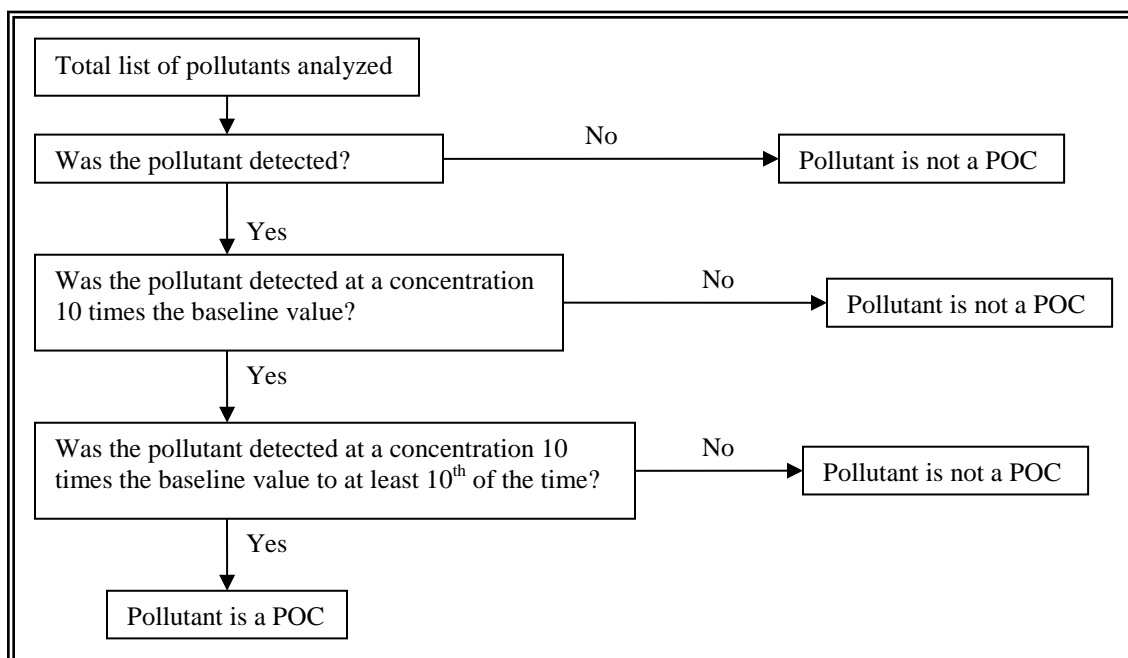 Total list of pollutants analyzed
Was the pollutant detected?
No
Pollutant is not a POC
Yes
Was the pollutant detected at a concentration
10 times the baseline value?
No
Pollutant is not a POC
Yes
Was the pollutant detected at a concentration 10
times the baseline value to at least 10th of the time?
No
Pollutant is not a POC
Yes
Pollutant is a POC